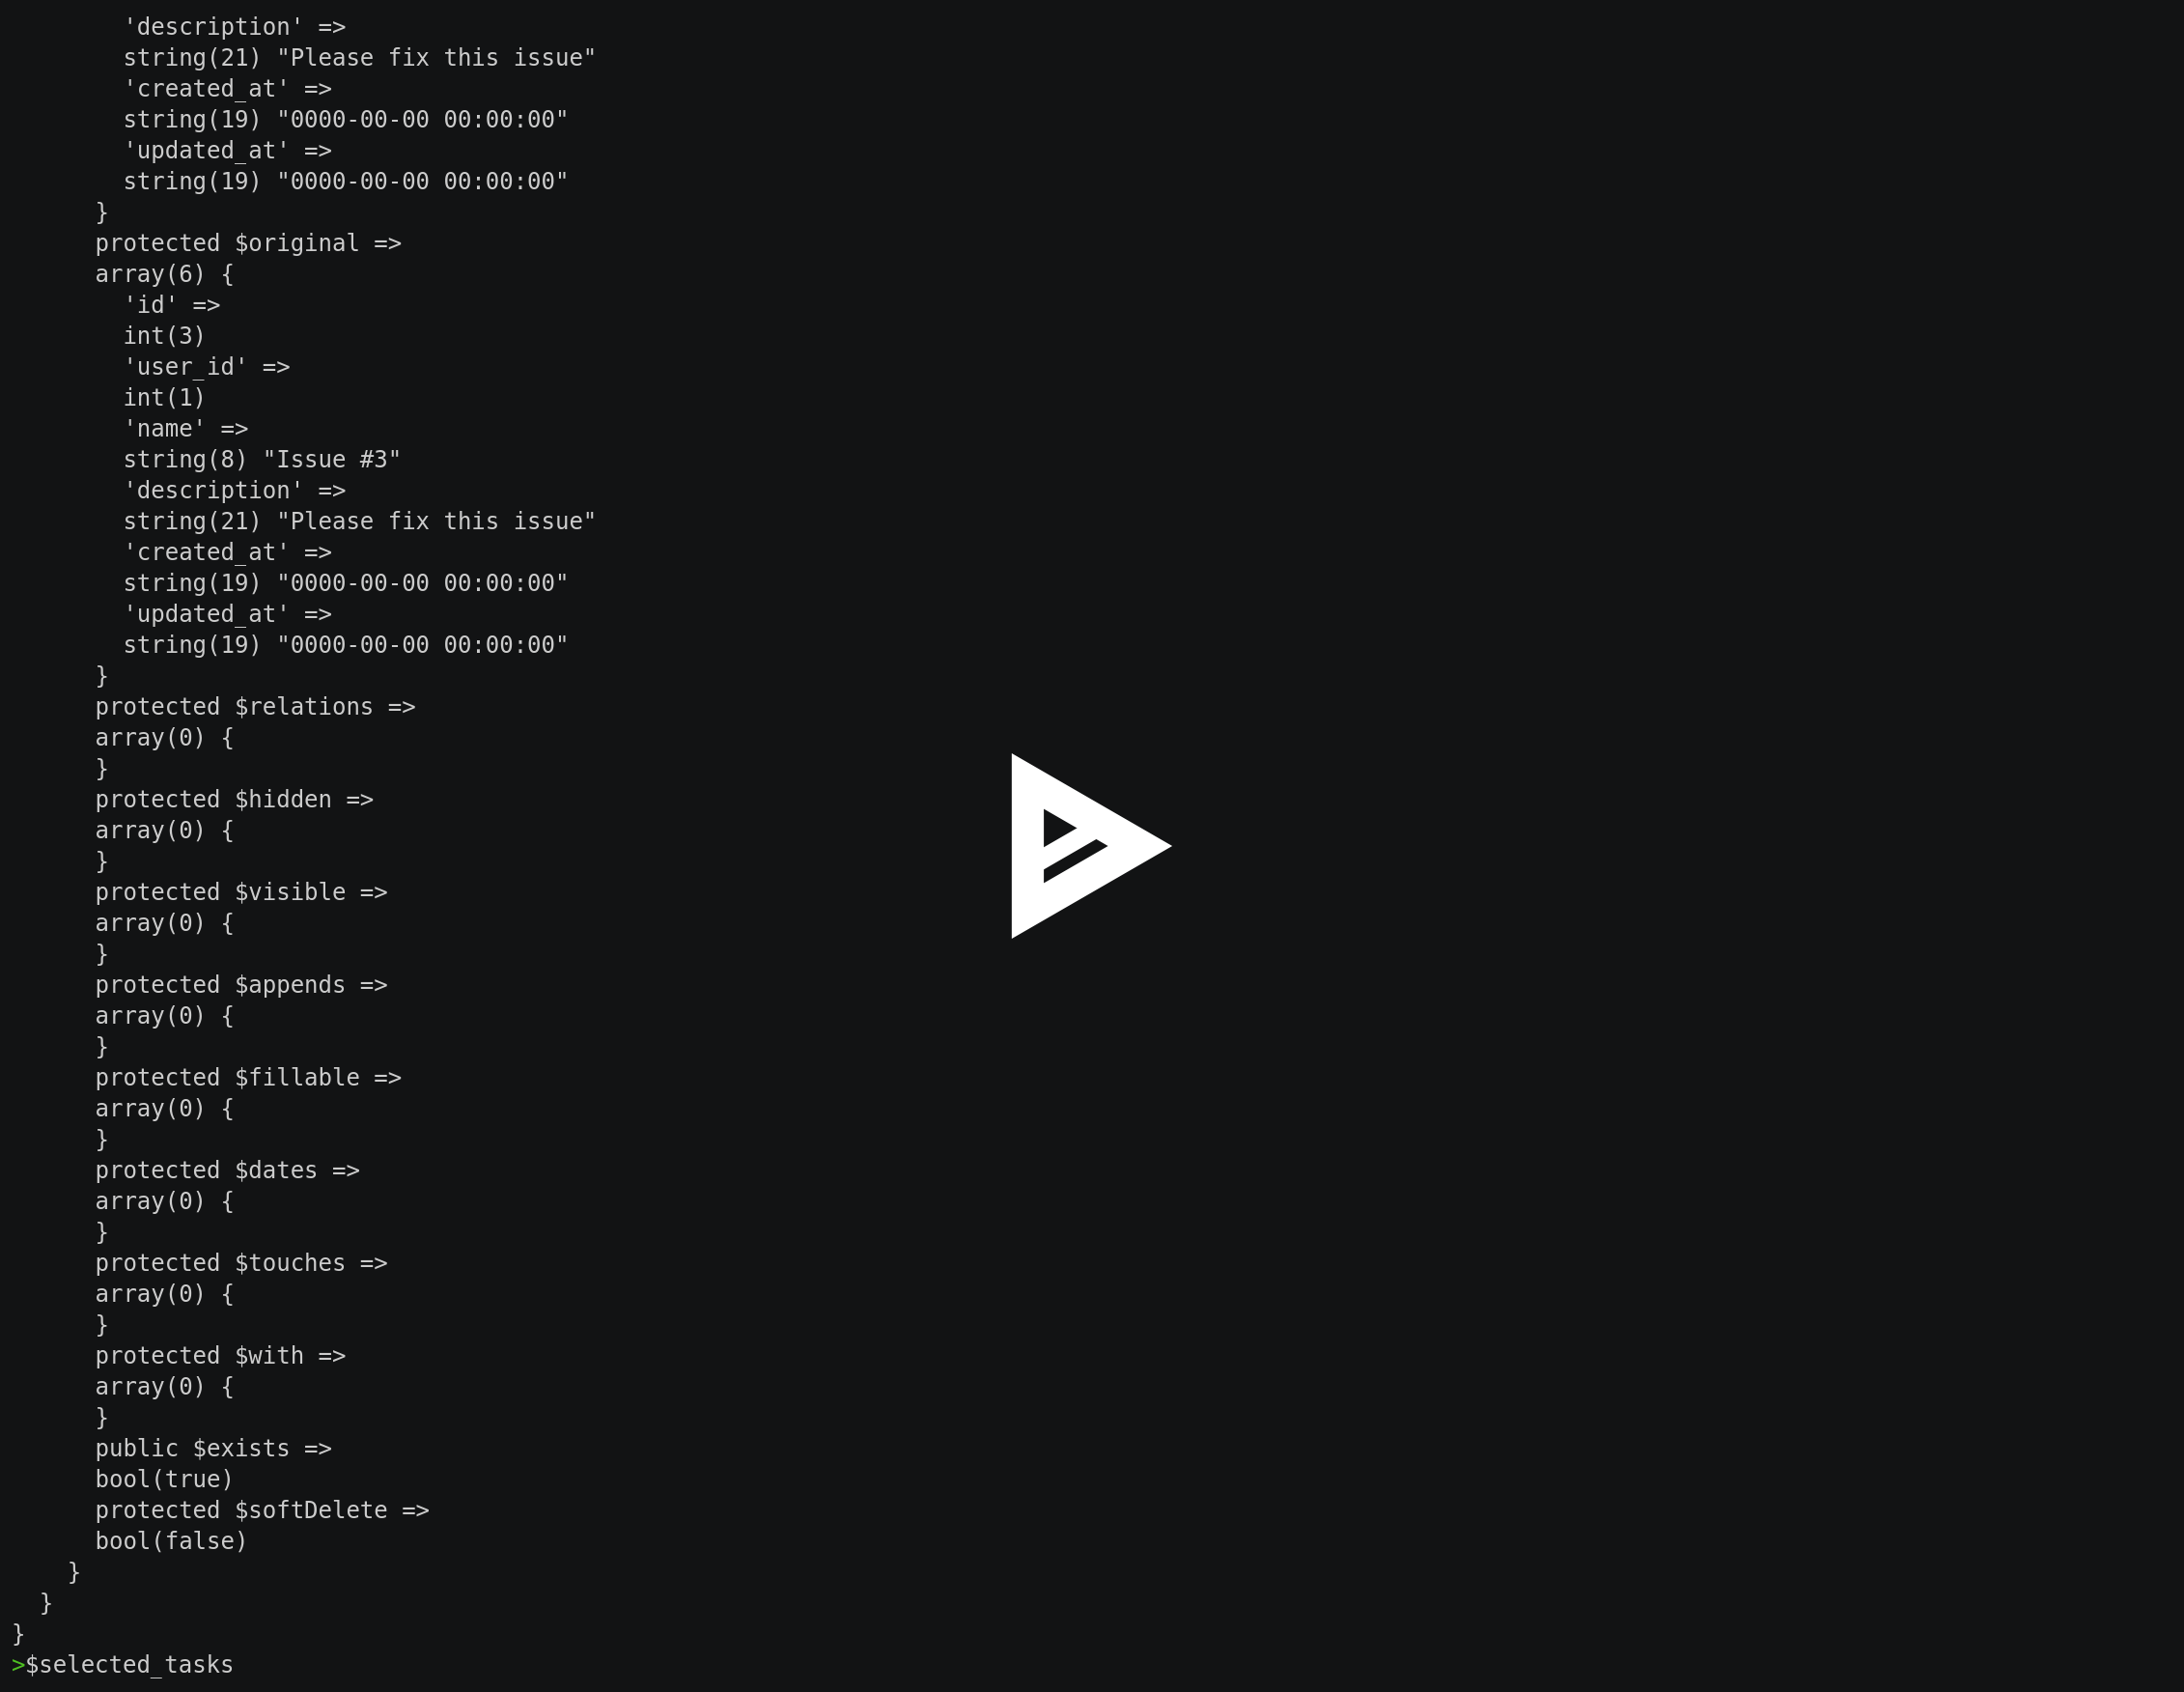 'description' =>
string(21) "Please fix this issue"
'created_at' =>
string(19) "0000-00-00 00:00:00"
'updated_at' =>
string(19) "0000-00-00 00:00:00"
}
protected $original =>
array(6) {
'id' =>
int(3)
'user_id' =>
int(1)
'name' =>
string(8) "Issue #3"
'description' =>
string(21) "Please fix this issue"
'created_at' =>
string(19) "0000-00-00 00:00:00"
'updated_at' =>
string(19) "0000-00-00 00:00:00"
}
protected $relations =>
array(0) {
}
protected $hidden =>
array(0) {
}
protected $visible =>
array(0) {
}
protected $appends =>
array(0) {
}
protected $fillable =>
array(0) {
}
protected $dates =>
array(0) {
}
protected $touches =>
array(0) {
}
protected $with =>
array(0) {
}
public $exists =>
bool(true)
protected $softDelete =>
bool(false)
}
}
}
>$selected_tasks